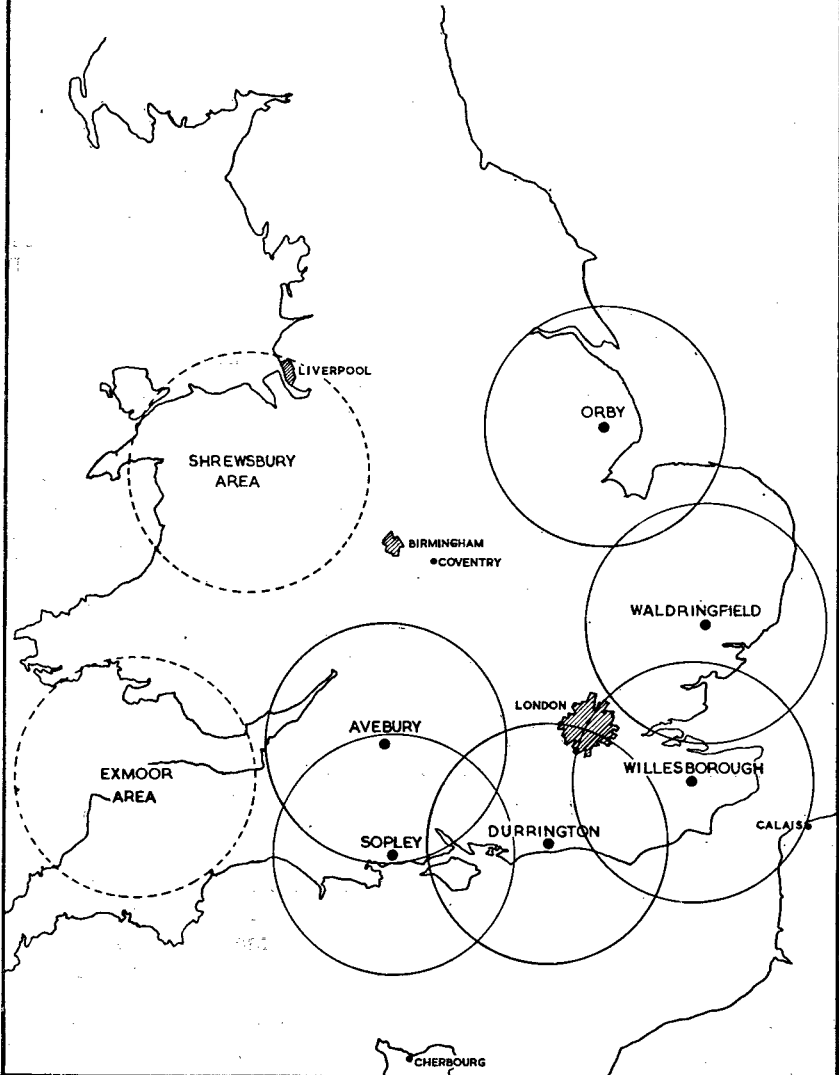 LIVERPOOL
ORBY
SHREWSBURY
AREA
BIRMINGHAM
COVENTRY
WALDRINGFIELD
LONDON
AVEBURY
EXMOOR
AREA
WILLESBOROUGH
SOPLEY
DURRINGTON
CALAIS
CHERBOURG